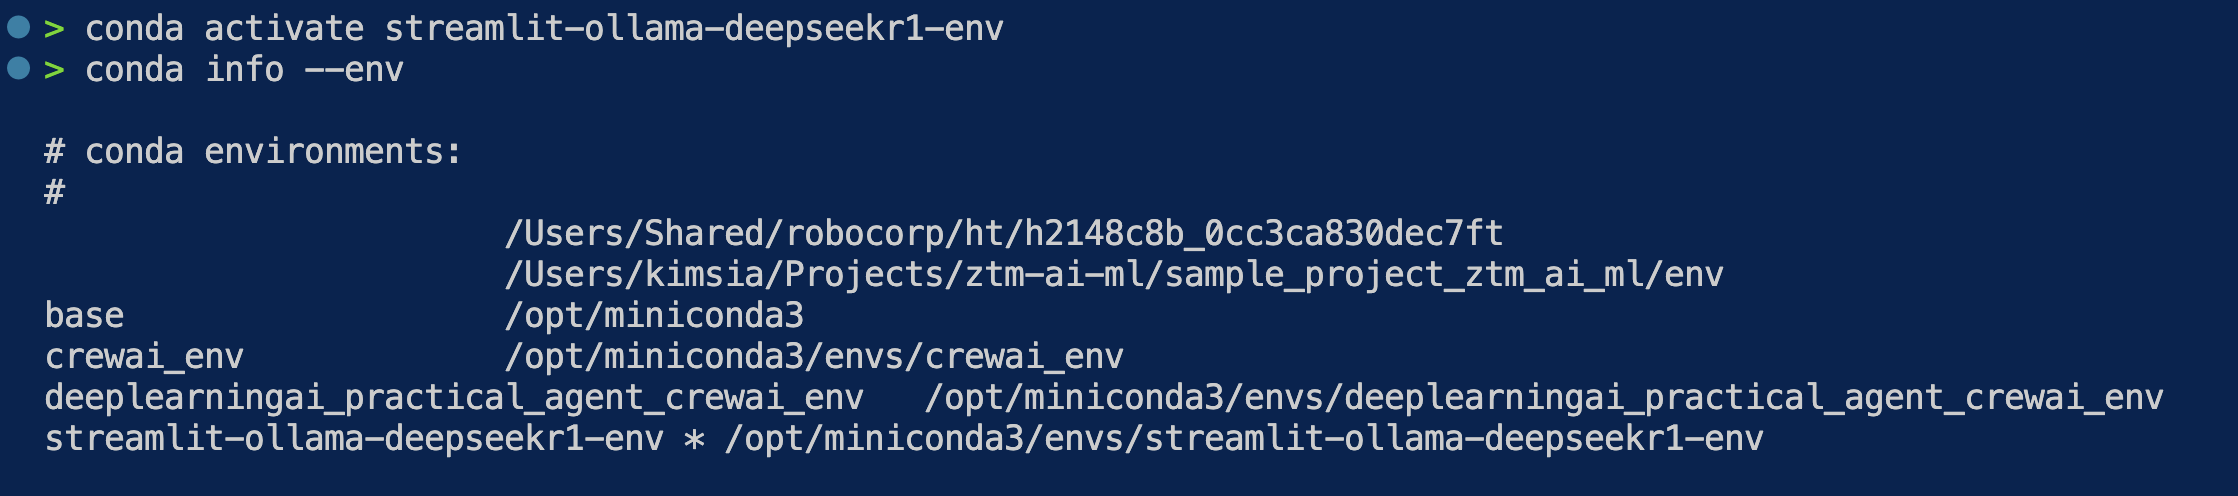 > conda activate streamlit-ollama-deepseekr1-env
> conda info --env
# conda environments:
#
/Users/Shared/robocorp/ht/h2148c8b_0cc3ca830dec7ft
/Users/kimsia/Projects/ztm-ai-ml/sample_project_ztm_ai_ml/env
base                   /opt/miniconda3
crewai_env             /opt/miniconda3/envs/crewai_env
deeplearningai_practical_agent_crewai_env   /opt/miniconda3/envs/deeplearningai_practical_agent_crewai_env
streamlit-ollama-deepseekr1-env * /opt/miniconda3/envs/streamlit-ollama-deepseekr1-env